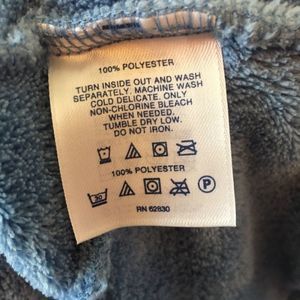 100% POLYESTER
TURN INSIDE OUT AND WASH
SEPARATELY. MACHINE WASH
COLD DELICATE. ONLY
NON-CHLORINE BLEACH
WHEN NEEDED.
TUMBLE DRY LOW.
DO NOT IRON.
100% POLYESTER
30
P
RN 62830